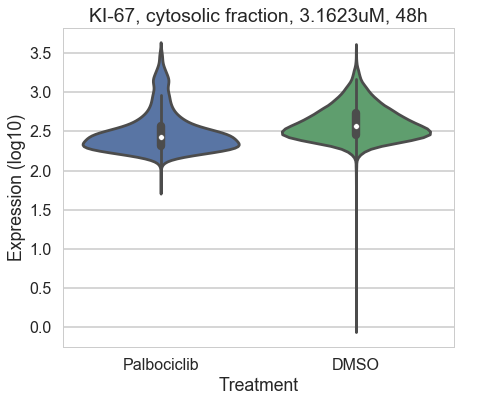 KI-67, cytosolic fraction, 3.1623uM, 48h
Expression (log10)
3.5
3.0
2.5
2.0
1.5
1.0
0.5
0.0
Palbociclib
DMSO
Treatment